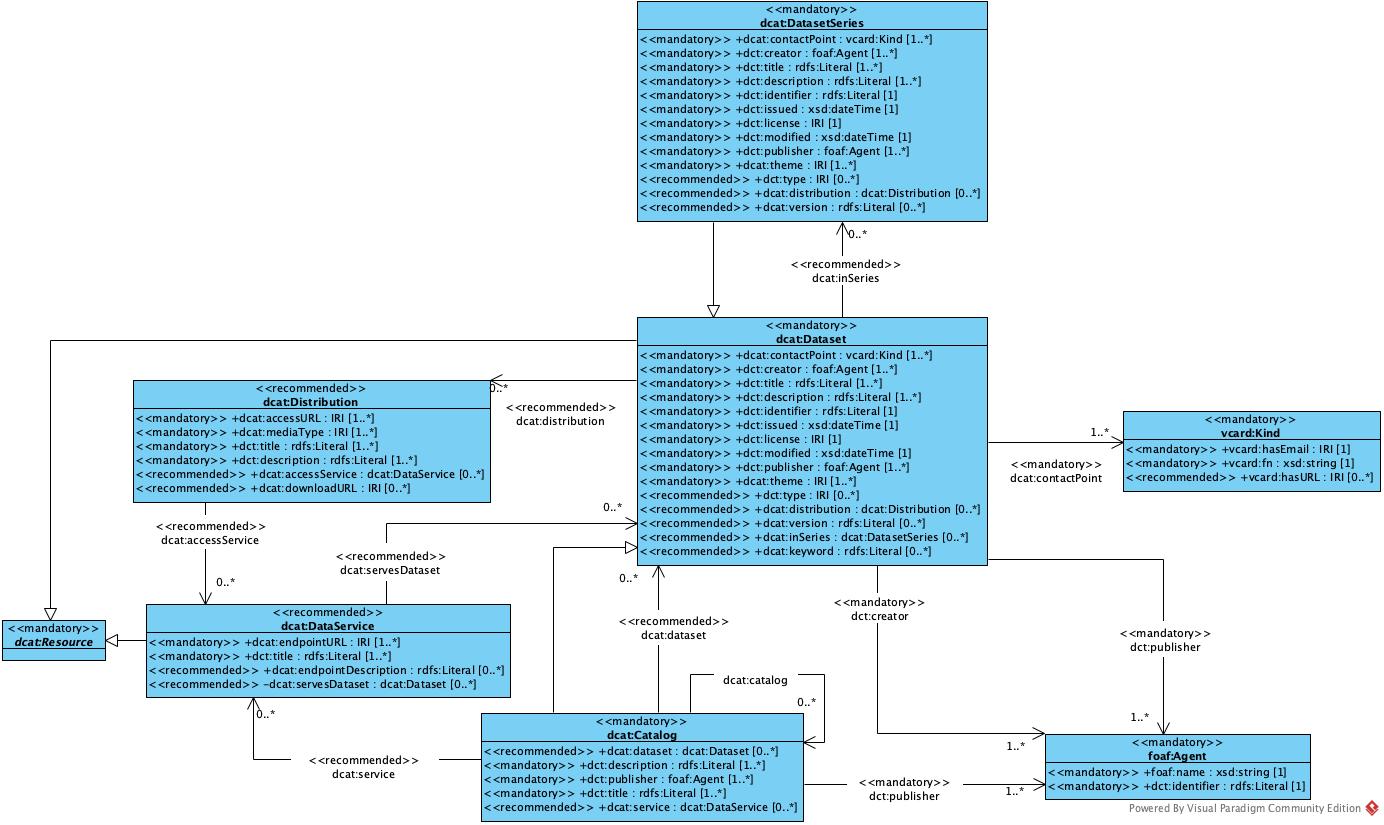 <<mandatory>>
dcat:DatasetSeries
<<mandatory>> +dcat:contactPoint : vcard:Kind [1..*]
<<mandatory>> +dct:creator : foaf:Agent [1..*]
<<mandatory>> +dct:title : rdfs:Literal [1..*]
<<mandatory>> +dct:description : rdfs:Literal [1..*]
<<mandatory>> +dct:identifier : rdfs:Literal [1]
<<mandatory>> +dct:issued : xsd:dateTime [1]
<<mandatory>> +dct:license : IRI [1]
<<mandatory>> +dct:modified : xsd:dateTime [1]
<<mandatory>> +dct:publisher : foaf:Agent [1..*]
<<mandatory>> +dcat:theme : IRI [1..*]
<<recommended>> +dct:type : IRI [0..*]
<<recommended>> +dcat:distribution : dcat:Distribution [0..*]
<<recommended>> +dcat:version : rdfs:Literal [0..*]
0..*
<<recommended>>
dcat:inSeries
<<mandatory>>
dcat:Dataset
<<mandatory>> +dcat:contactPoint : vcard:Kind [1..*]
<<mandatory>> +dct:creator : foaf:Agent [1..*]
<<mandatory>> +dct:title : rdfs:Literal [1..*]
<<mandatory>> +dct:description : rdfs:Literal [1..*]
<<mandatory>> +dct:identifier : rdfs:Literal [1]
<<mandatory>> +dct:issued : xsd:dateTime [1]
<<mandatory>> +dct:license : IRI [1]
<<mandatory>> +dct:modified : xsd:dateTime [1]
<<mandatory>> +dct:publisher : foaf:Agent [1..*]
<<mandatory>> +dcat:theme : IRI [1..*]
<<recommended>> +dct:type : IRI [0..*]
<<recommended>> +dcat:distribution : dcat:Distribution [0..*]
<<recommended>> +dcat:version : rdfs:Literal [0..*]
<<recommended>> +dcat:inSeries : dcat:DatasetSeries [0..*]
<<recommended>> +dcat:keyword : rdfs:Literal [0..*]
0..*
<<recommended>>
dcat:distribution
<<recommended>>
dcat:Distribution
<<mandatory>> +dcat:accessURL : IRI [1..*]
<<mandatory>> +dcat:mediaType : IRI [1..*]
<<mandatory>> +dct:title : rdfs:Literal [1..*]
<<mandatory>> +dct:description : rdfs:Literal [1..*]
<<recommended>> +dcat:accessService : dcat:DataService [0..*]
<<recommended>> +dcat:downloadURL : IRI [0..*]
1..*
<<mandatory>>
dcat:contactPoint
<<mandatory>>
vcard:Kind
<<mandatory>> +vcard:hasEmail : IRI [1]
<<mandatory>> +vcard:fn : xsd:string [1]
<<recommended>> +vcard:hasURL : IRI [0..*]
<<recommended>>
dcat:accessService
0..*
0..*
<<recommended>>
dcat:servesDataset
<<mandatory>>
dcat:Resource
<<recommended>>
dcat:DataService
<<mandatory>> +dcat:endpointURL : IRI [1..*]
<<mandatory>> +dct:title : rdfs:Literal [1..*]
<<recommended>> +dcat:endpointDescription : rdfs:Literal [0..*]
<<recommended>> -dcat:servesDataset : dcat:Dataset [0..*]
0..*
<<recommended>>
dcat:dataset
<<mandatory>>
dct:creator
1..*
<<mandatory>>
dct:publisher
1..*
dcat:catalog
0..*
0..*
<<recommended>>
dcat:service
<<mandatory>>
dcat:Catalog
<<recommended>> +dcat:dataset : dcat:Dataset [0..*]
<<mandatory>> +dct:description : rdfs:Literal [1..*]
<<mandatory>> +dct:publisher : foaf:Agent [1..*]
<<mandatory>> +dct:title : rdfs:Literal [1..*]
<<recommended>> +dcat:service : dcat:DataService [0..*]
<<mandatory>>
dct:publisher
1..*
<<mandatory>>
foaf:Agent
<<mandatory>> +foaf:name : xsd:string [1]
<<mandatory>> +dct:identifier : rdfs:Literal [1]
Powered By Visual Paradigm Community Edition